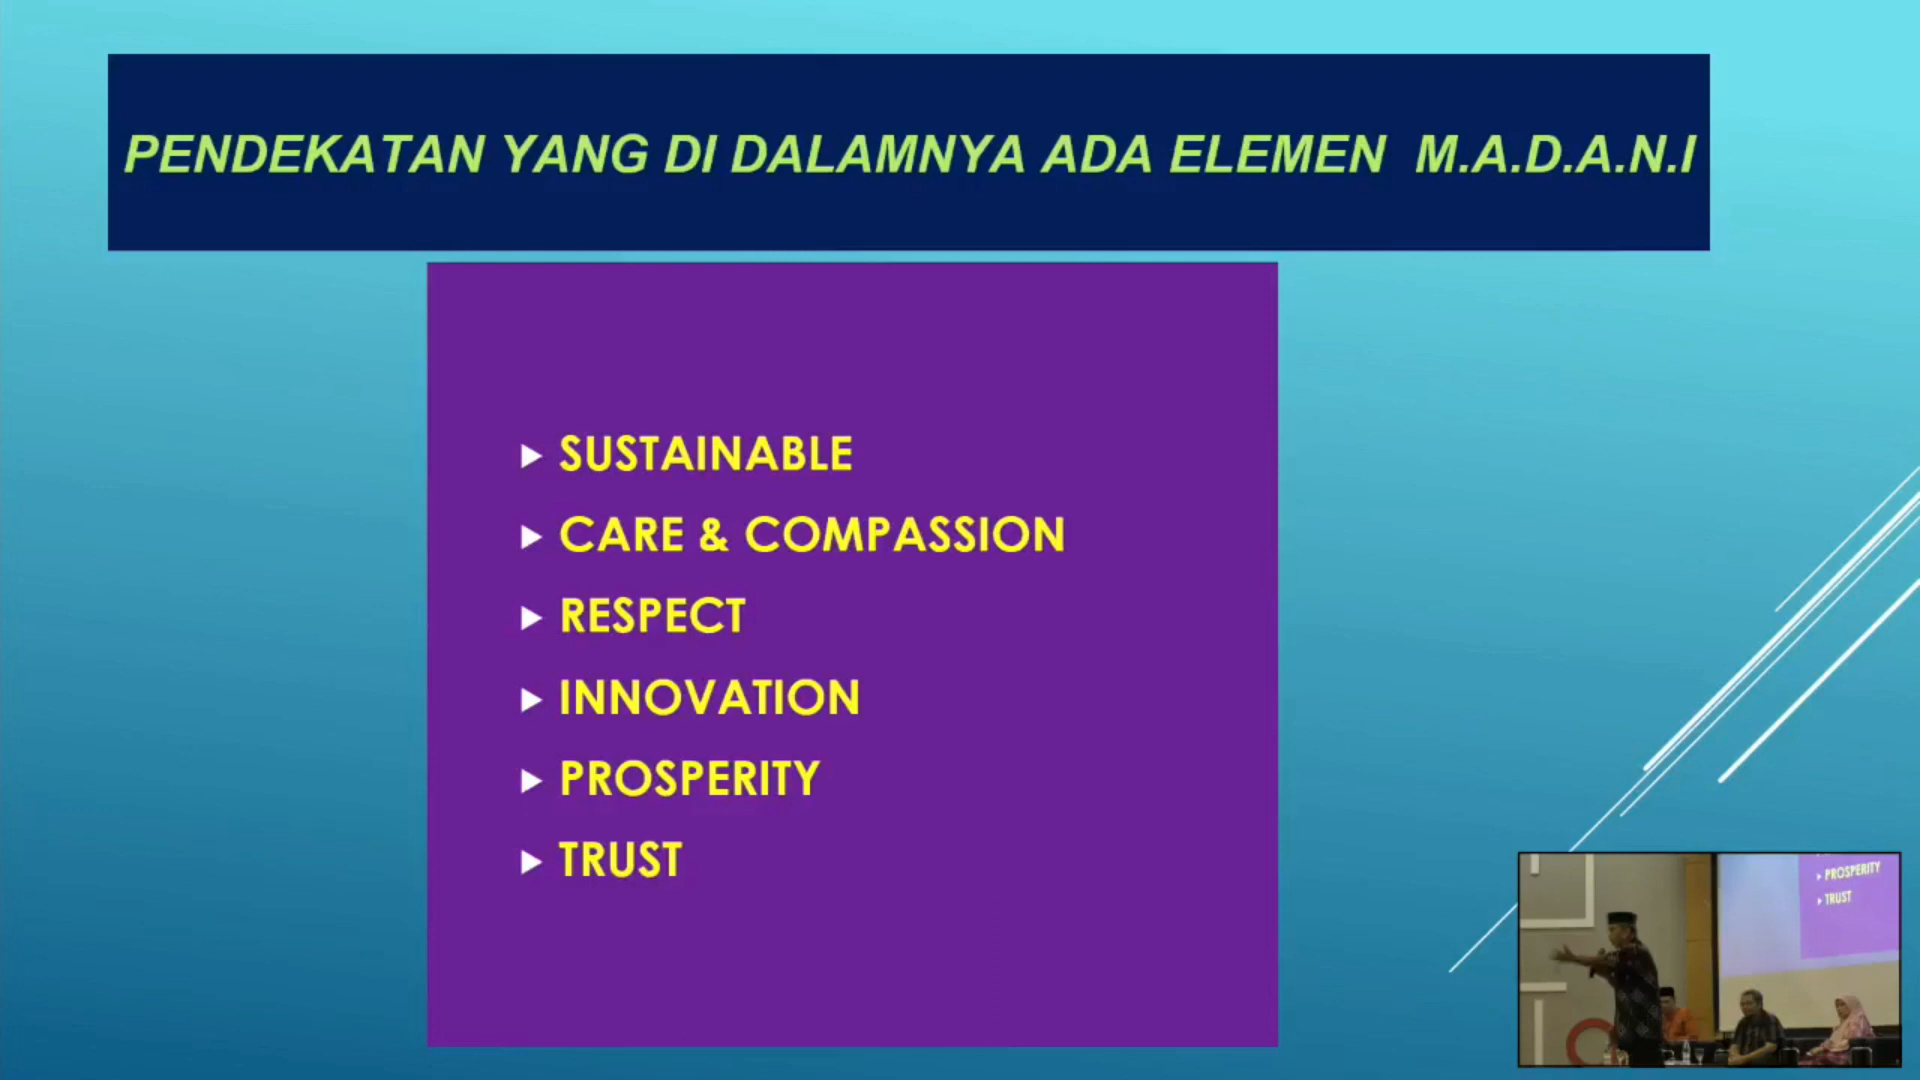 PENDEKATAN YANG DI DALAMNYA ADA ELEMEN M.A.D.A.N.I
SUSTAINABLE
CARE & COMPASSION
RESPECT
INNOVATION
PROSPERITY
TRUST
PROSPERITY
TRUST